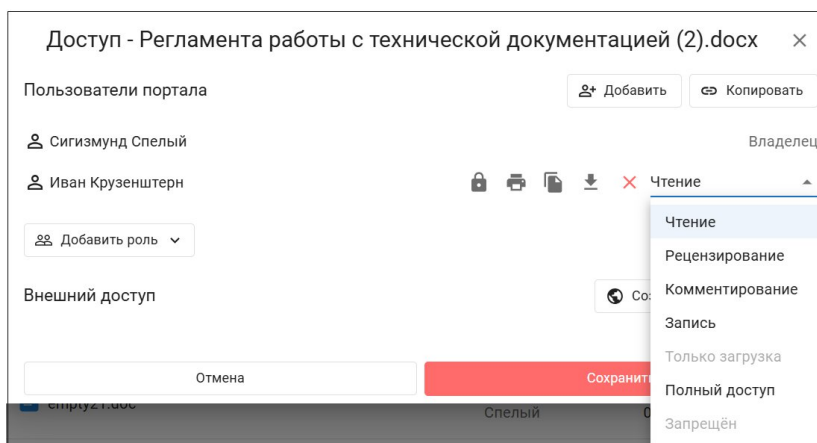 Доступ - Регламента работы с технической документацией (2).docx
Пользователи портала
Добавить
Копировать
Сигизмунд Спелый
Владелец
Иван Крузенштерн
Чтение
Чтение
Рецензирование
Комментирование
Запись
Только загрузка
Полный доступ
Запрещён
Добавить роль
Внешний доступ
Отмена
Сохранить
empty21.doc
Спелый